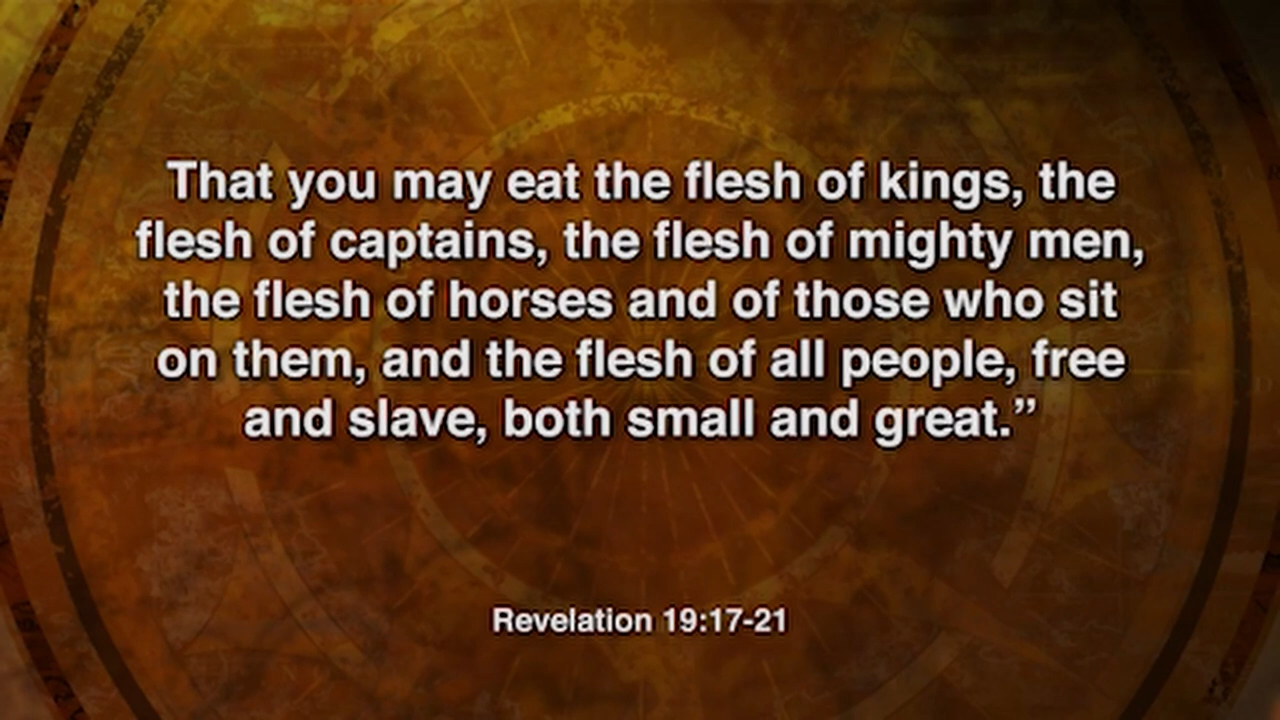 That you may eat the flesh of kings, the
flesh of captains, the flesh of mighty men,
the flesh of horses and of those who sit
on them, and the flesh of all people, free
and slave, both small and great.”
Revelation 19:17-21